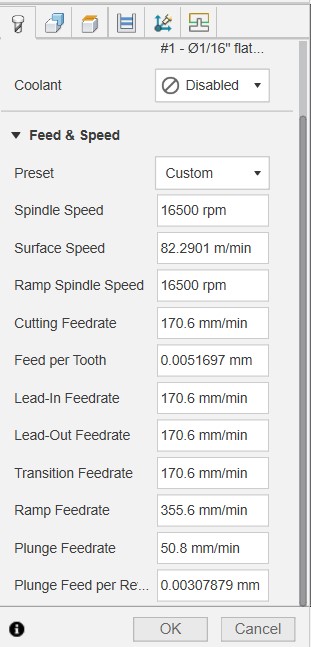 #1 - Ø1/16" flat...
Coolant Disabled
Feed & Speed
Preset Custom
Spindle Speed 16500 rpm
Surface Speed 82.2901 m/min
Ramp Spindle Speed 16500 rpm
Cutting Feedrate 170.6 mm/min
Feed per Tooth 0.0051697 mm
Lead-In Feedrate 170.6 mm/min
Lead-Out Feedrate 170.6 mm/min
Transition Feedrate 170.6 mm/min
Ramp Feedrate 355.6 mm/min
Plunge Feedrate 50.8 mm/min
Plunge Feed per Re... 0.00307879 mm
OK Cancel